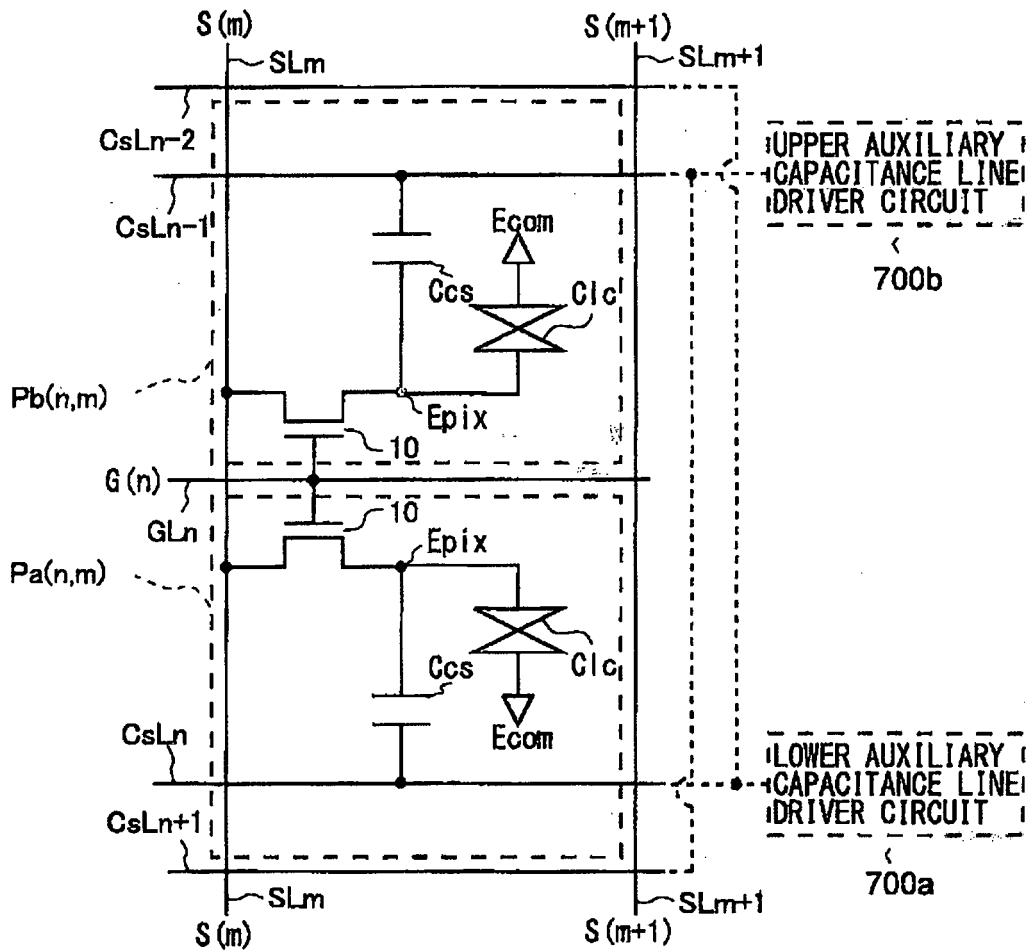 S(m)
S(m+1)
SLm
SLm+1
CsLn-2
UPPER AUXILIARY
CAPACITANCE LINE
DRIVER CIRCUIT
700b
CsLn-1
Ecom
Ccs
Clc
Pb(n,m)
Epix
10
G(n)
GLn
10
Epix
Pa(n,m)
Clc
Ccs
Ecom
CsLn
LOWER AUXILIARY
CAPACITANCE LINE
DRIVER CIRCUIT
700a
CsLn+1
SLm
SLm+1
S(m)
S(m+1)